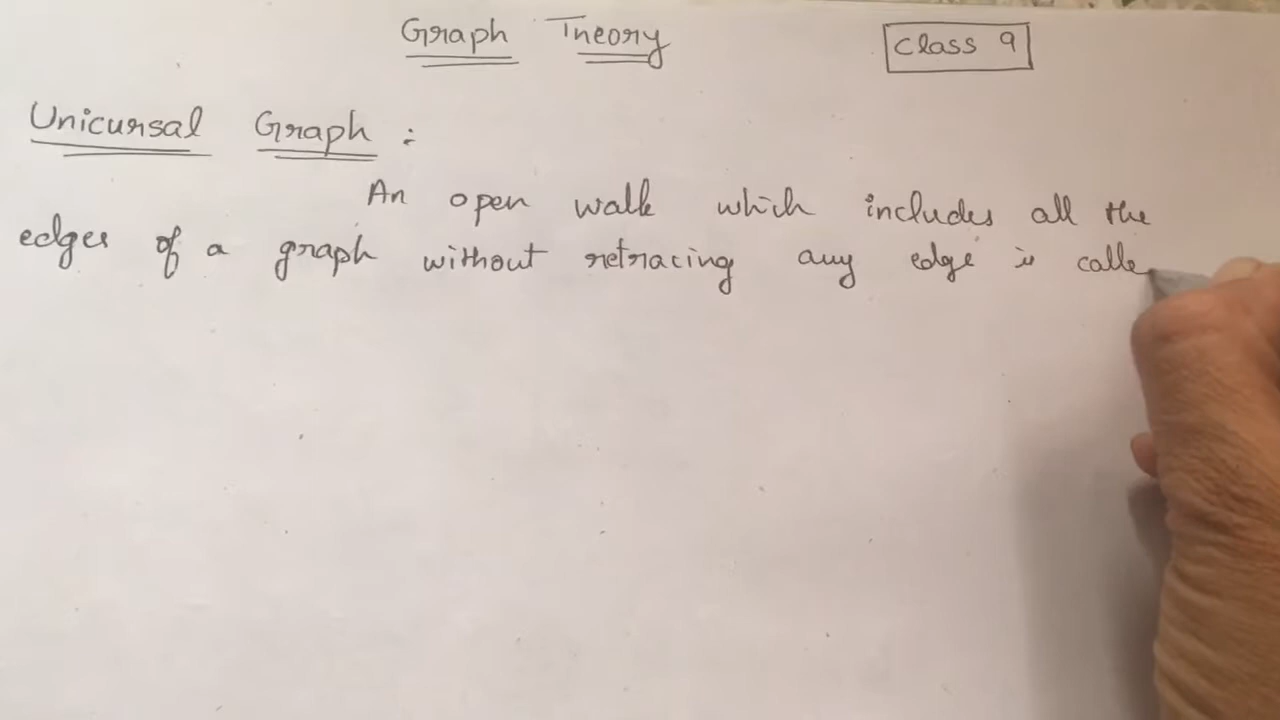 Graph Theory
Class 9
Unicursal Graph :
An open walk which includes all the
edges of a graph without retracing any edge is calle